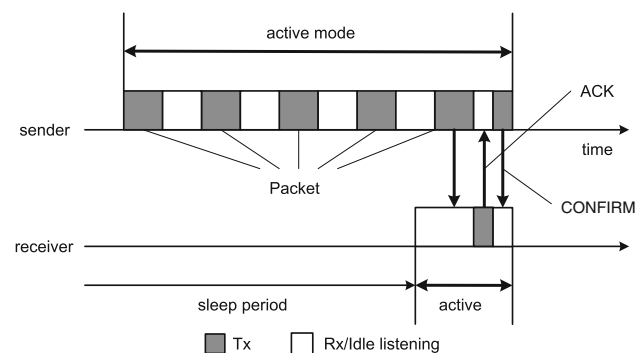 active mode
ACK
sender
time
Packet
CONFIRM
receiver
sleep period
active
Tx
Rx/Idle listening